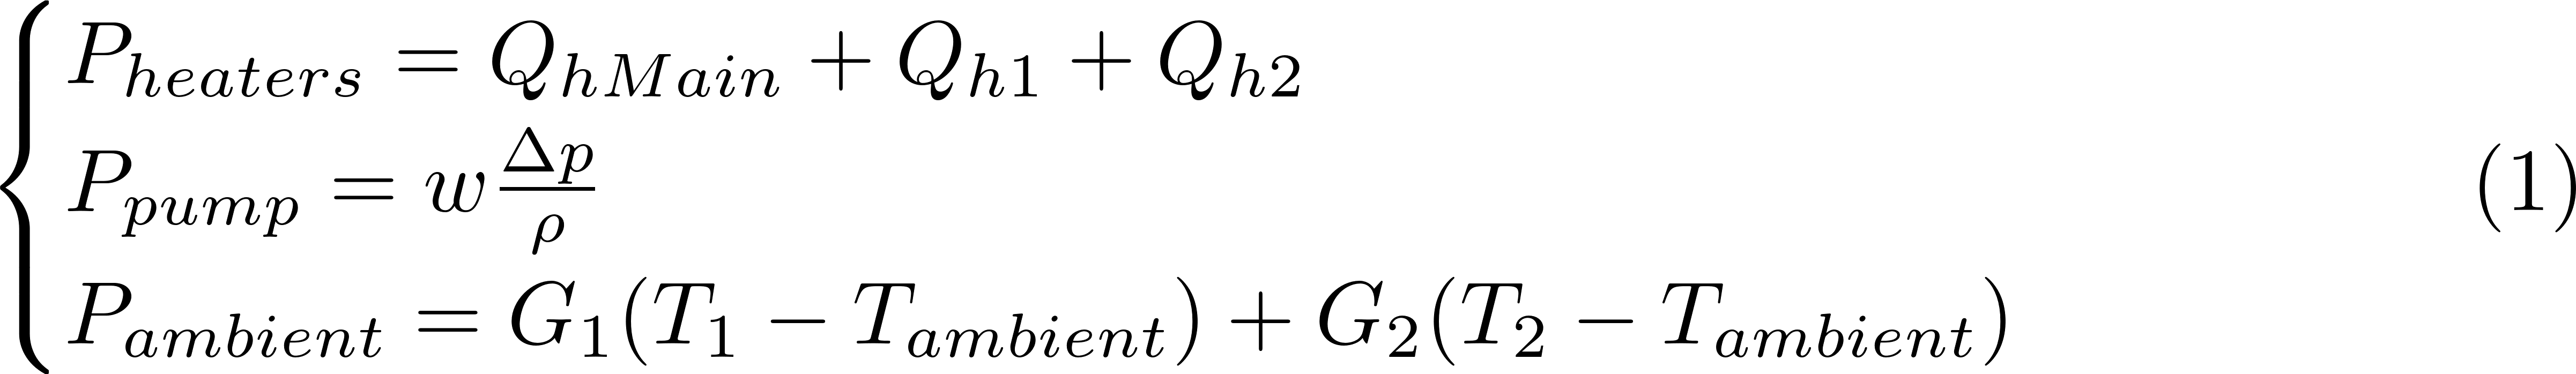 P_{heaters} = Q_{hMain} + Q_{h1} + Q_{h2}
P_{pump} = w \frac{\Delta p}{\rho} (1)
P_{ambient} = G_1(T_1 - T_{ambient}) + G_2(T_2 - T_{ambient})